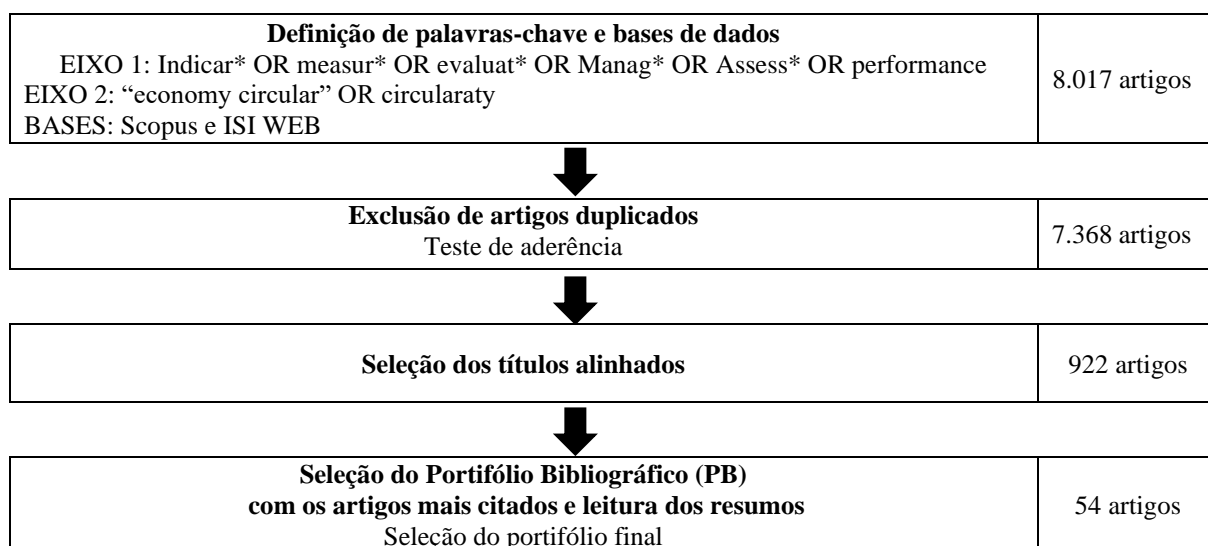 Definição de palavras-chave e bases de dados
EIXO 1: Indicar* OR measur* OR evaluat* OR Manag* OR Assess* OR performance
EIXO 2: “economy circular” OR circularaty
BASES: Scopus e ISI WEB
8.017 artigos
Exclusão de artigos duplicados
Teste de aderência
7.368 artigos
Seleção dos títulos alinhados
922 artigos
Seleção do Portifólio Bibliográfico (PB)
com os artigos mais citados e leitura dos resumos
Seleção do portifólio final
54 artigos